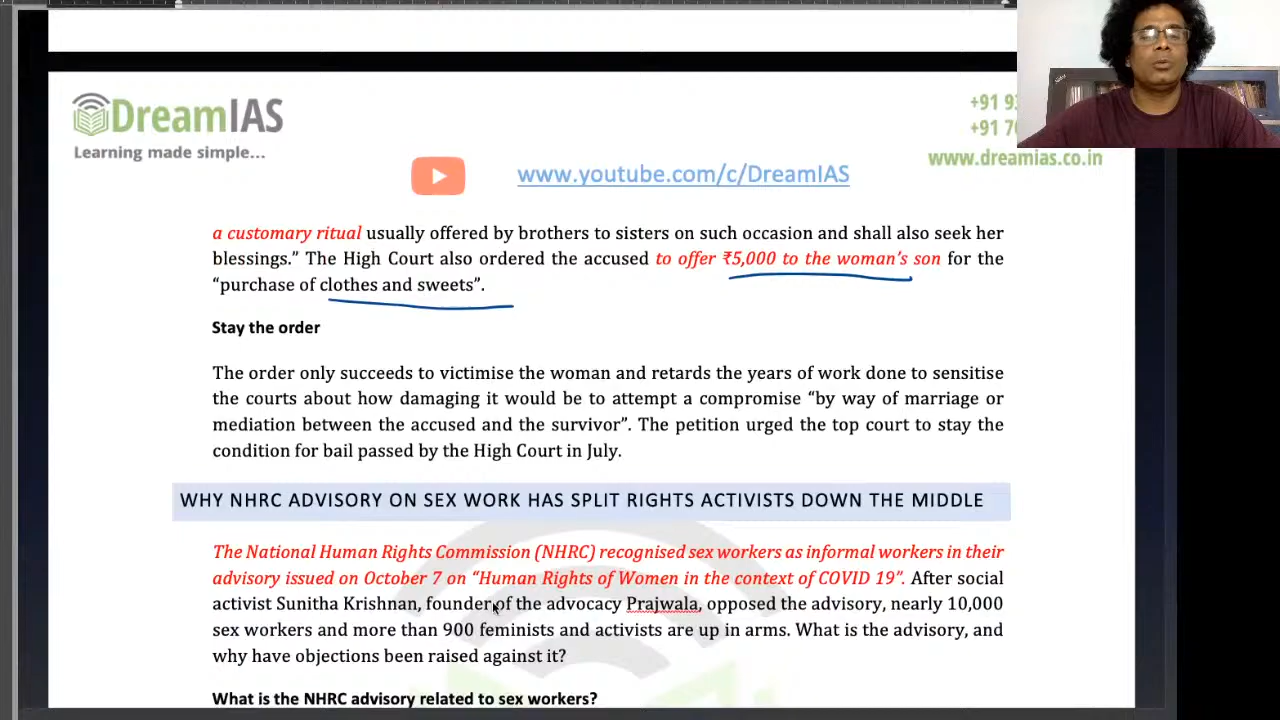 DreamIAS
Learning made simple...
+91 93
+91 70
www.dreamias.co.in
www.youtube.com/c/DreamIAS
a customary ritual usually offered by brothers to sisters on such occasion and shall also seek her
blessings.” The High Court also ordered the accused to offer ₹5,000 to the woman’s son for the
“purchase of clothes and sweets”.
Stay the order
The order only succeeds to victimise the woman and retards the years of work done to sensitise
the courts about how damaging it would be to attempt a compromise “by way of marriage or
mediation between the accused and the survivor”. The petition urged the top court to stay the
condition for bail passed by the High Court in July.
WHY NHRC ADVISORY ON SEX WORK HAS SPLIT RIGHTS ACTIVISTS DOWN THE MIDDLE
The National Human Rights Commission (NHRC) recognised sex workers as informal workers in their
advisory issued on October 7 on “Human Rights of Women in the context of COVID 19”. After social
activist Sunitha Krishnan, founder of the advocacy Prajwala, opposed the advisory, nearly 10,000
sex workers and more than 900 feminists and activists are up in arms. What is the advisory, and
why have objections been raised against it?
What is the NHRC advisory related to sex workers?